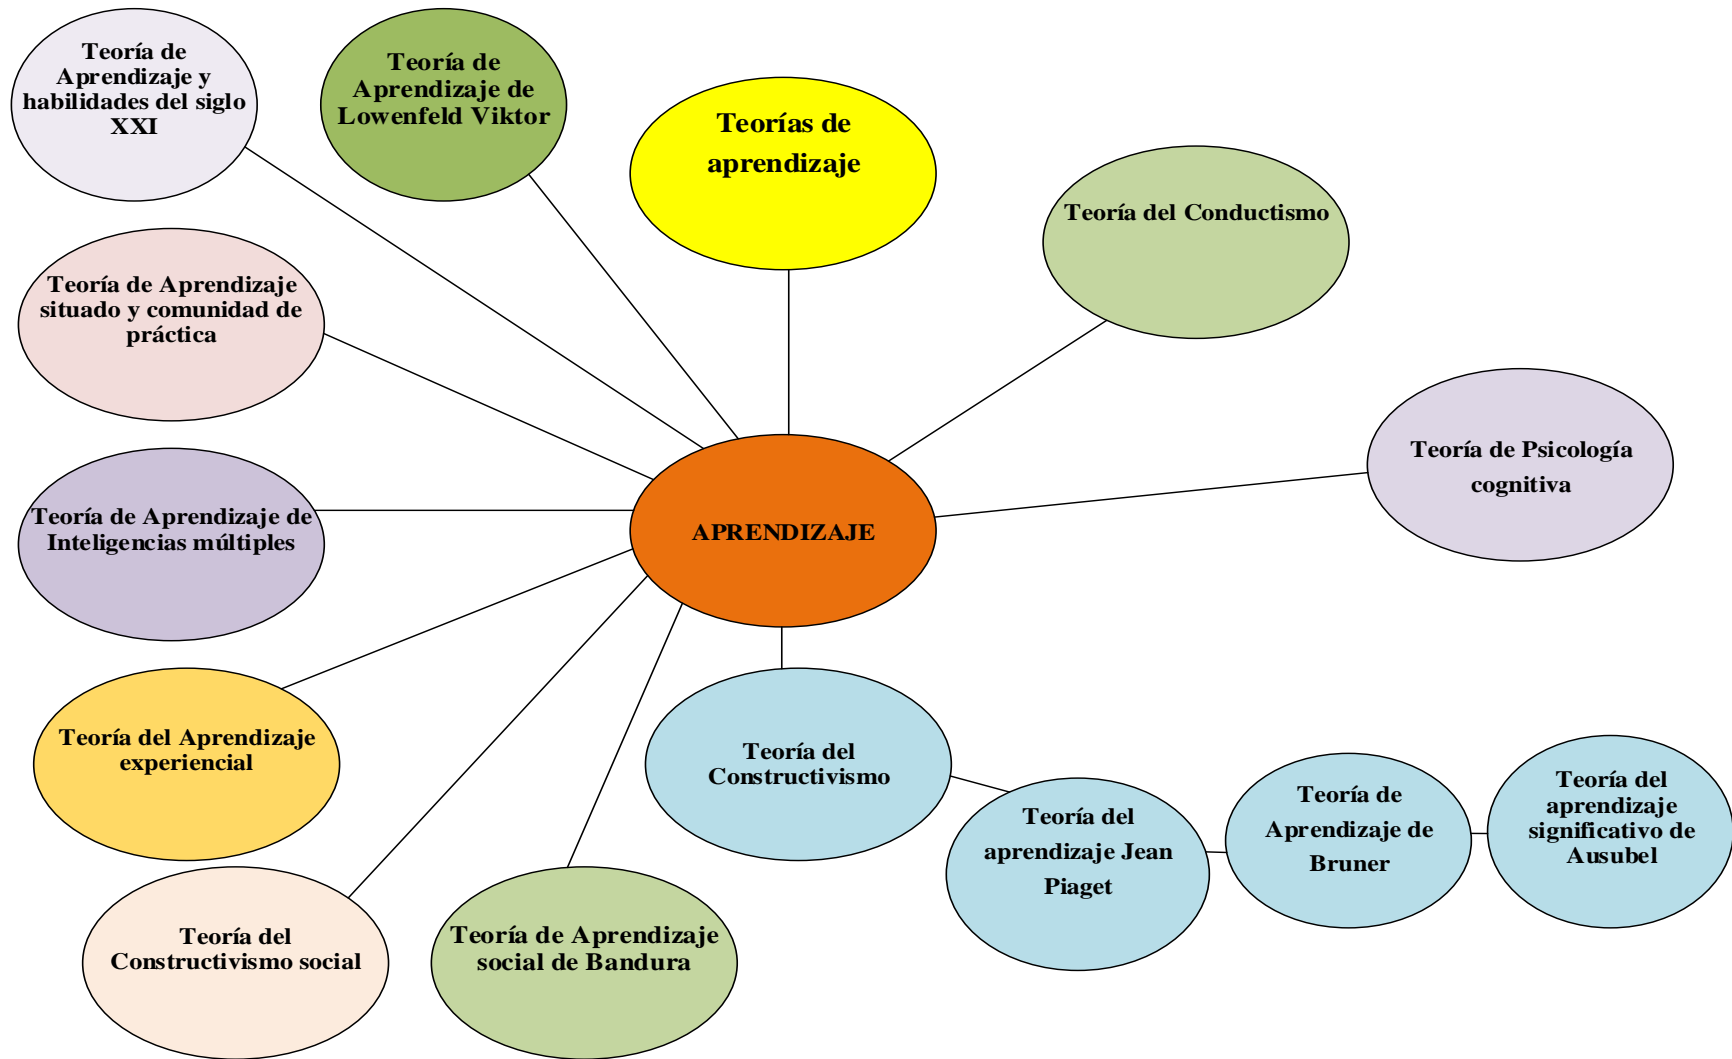 Teoría de
Aprendizaje y
habilidades del siglo
XXI
Teoría de
Aprendizaje de
Lowenfeld Viktor
Teorías de
aprendizaje
Teoría del Conductismo
Teoría de Aprendizaje
situado y comunidad de
práctica
Teoría de Psicología
cognitiva
Teoría de Aprendizaje de
Inteligencias múltiples
APRENDIZAJE
Teoría del Aprendizaje
experiencial
Teoría del
Constructivismo
Teoría del
aprendizaje Jean
Piaget
Teoría de
Aprendizaje de
Bruner
Teoría del
aprendizaje
significativo de
Ausubel
Teoría del
Constructivismo social
Teoría de Aprendizaje
social de Bandura